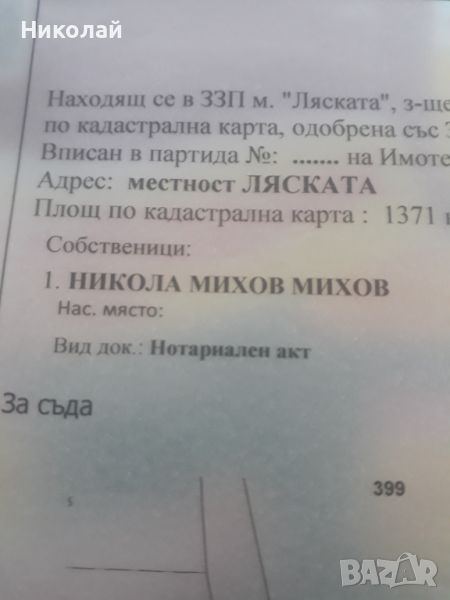 Николай
Находящ се в ЗЗП м. "Ляската", з-ще
по кадастрална карта, одобрена със З
Вписан в партида №: ....... на Имоте
Адрес: местност ЛЯСКАТА
Площ по кадастрална карта : 1371
Собственици:
1. НИКОЛА МИХОВ МИХОВ
Нас. място:
Вид док.: Нотариален акт
За съда
399
BAZAR